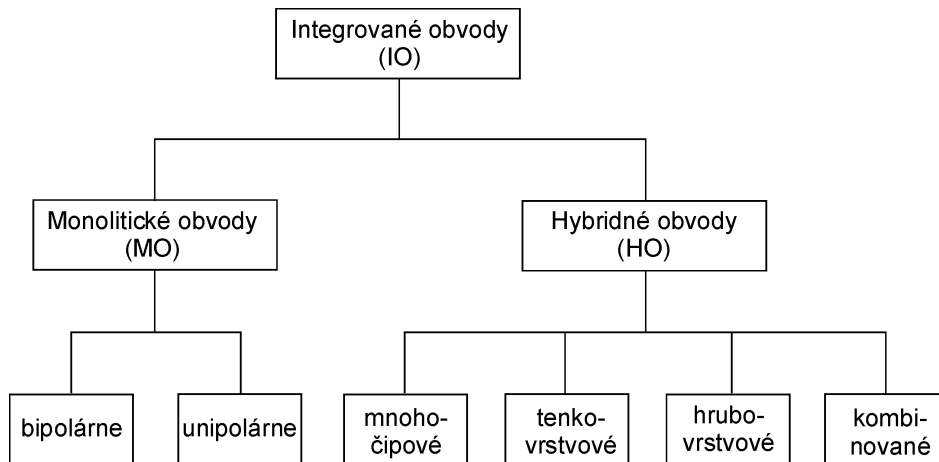 Integrované obvody
(IO)
Monolitické obvody
(MO)
Hybridné obvody
(HO)
bipolárne
unipolárne
mnoho-
čipové
tenko-
vrstvové
hrubo-
vrstvové
kombi-
nované